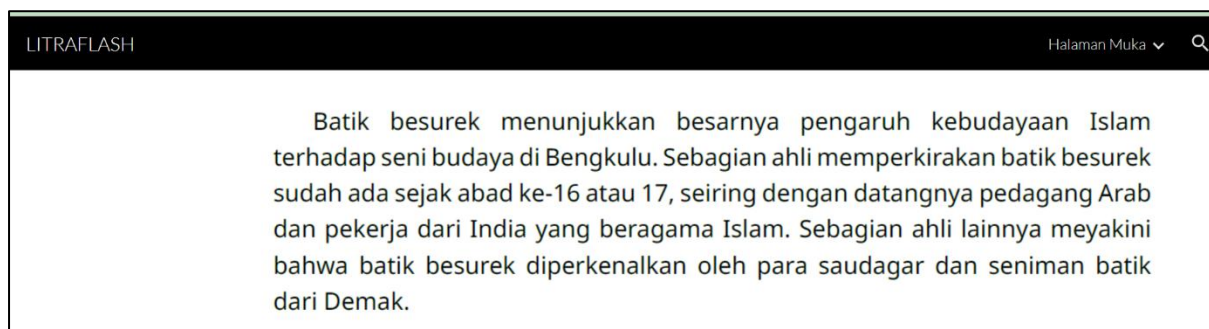 LITRAFLASH
Halaman Muka
Batik besurek menunjukkan besarnya pengaruh kebudayaan Islam
terhadap seni budaya di Bengkulu. Sebagian ahli memperkirakan batik besurek
sudah ada sejak abad ke-16 atau 17, seiring dengan datangnya pedagang Arab
dan pekerja dari India yang beragama Islam. Sebagian ahli lainnya meyakini
bahwa batik besurek diperkenalkan oleh para saudagar dan seniman batik
dari Demak.